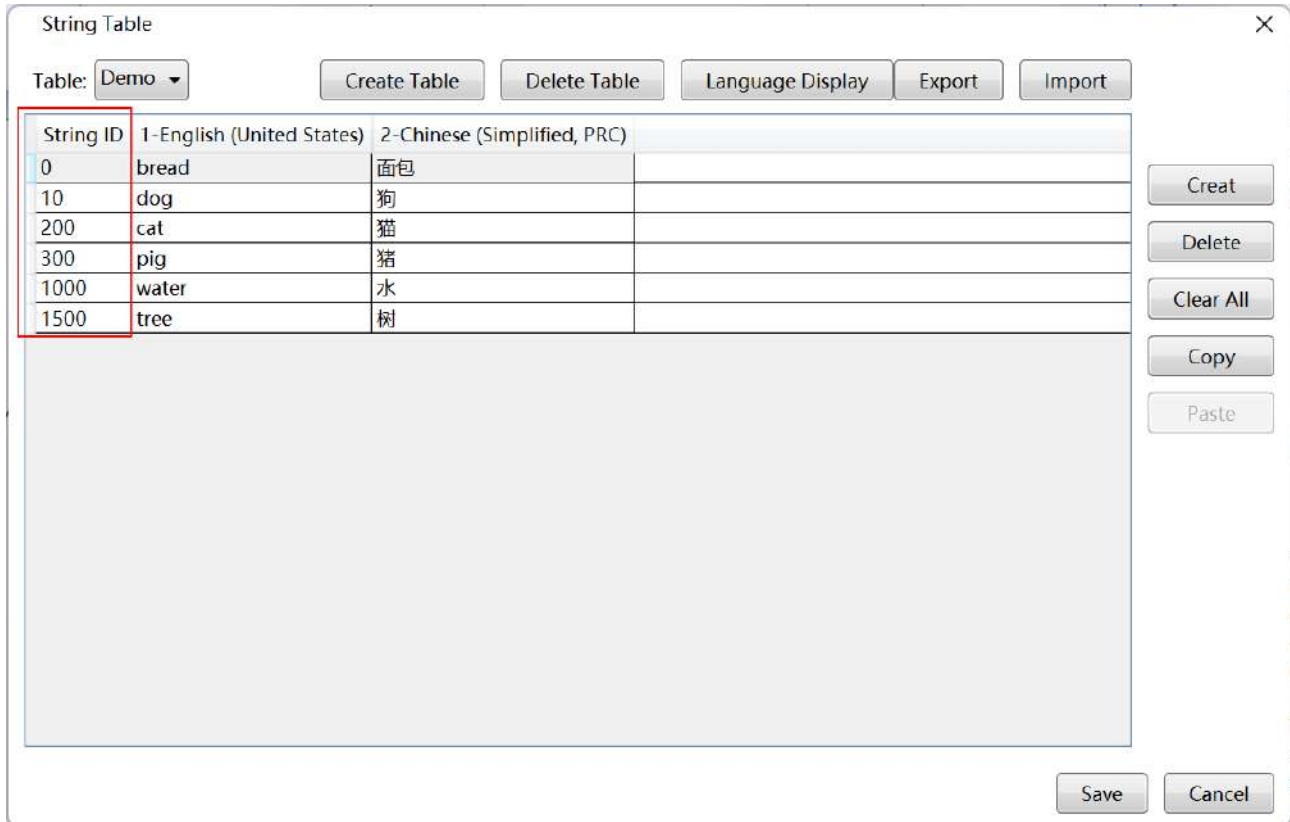 String Table
Table: Demo Create Table Delete Table Language Display Export Import
String ID 1-English (United States) 2-Chinese (Simplified, PRC)
0 bread 面包
10 dog 狗
200 cat 猫
300 pig 猪
1000 water 水
1500 tree 树
Creat
Delete
Clear All
Copy
Paste
Save Cancel